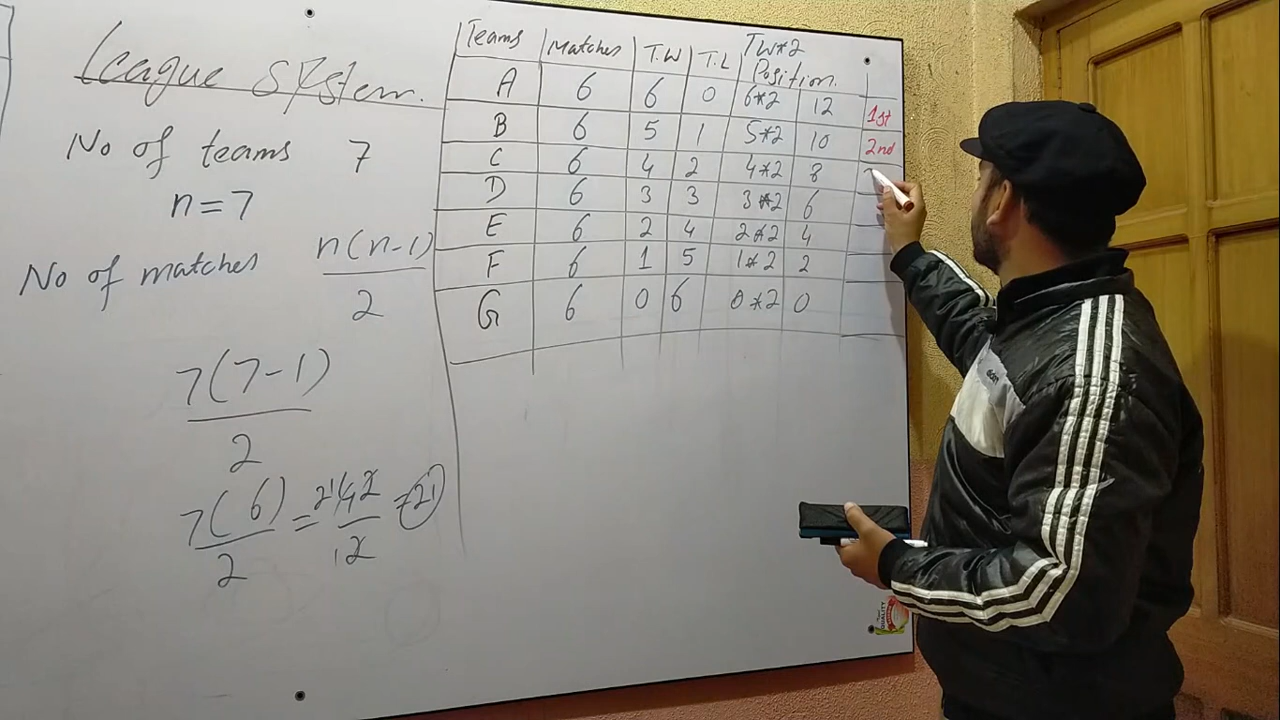 League System.
No of teams 7
n=7
No of matches n(n-1)
2
7(7-1)
2
7(6) = 42 = 21
2 2
21
1
Teams Matches T.W T.L TW*2
Position.
A 6 6 0 6*2 12 1st
B 6 5 1 5*2 10 2nd
C 6 4 2 4*2 8
D 6 3 3 3*2 6
E 6 2 4 2*2 4
F 6 1 5 1*2 2
G 6 0 6 0*2 0
QUALITY